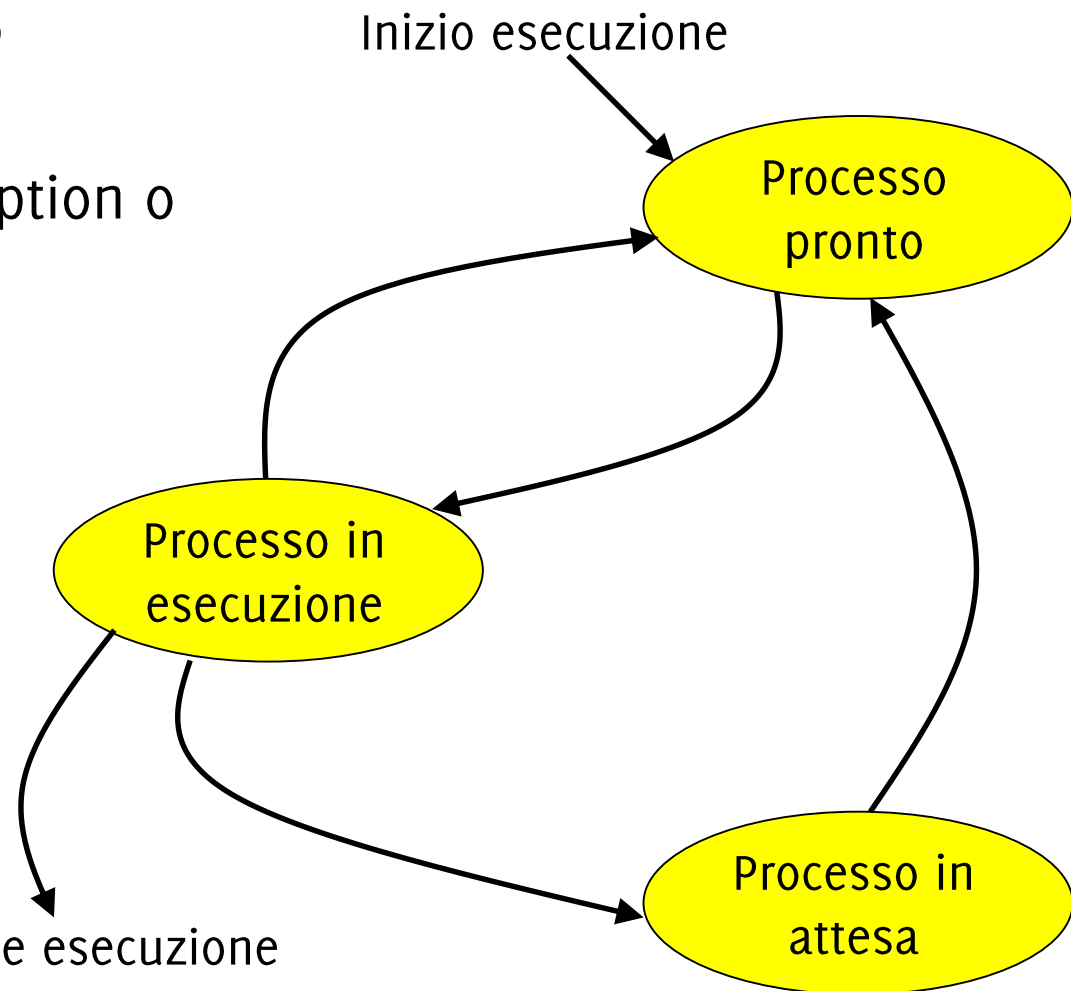 Inizio esecuzione
Processo
pronto
ption o
Processo in
esecuzione
Processo in
attesa
e esecuzione